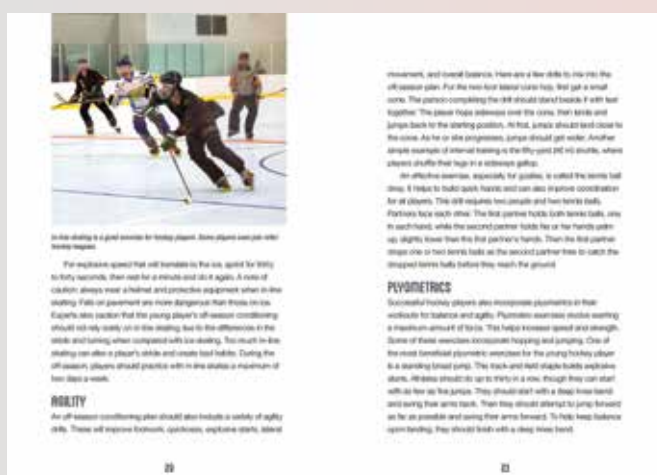 In-line skating is a good exercise for hockey players. Some players even join roller
hockey leagues.
For explosive speed that will translate to the ice, sprint for thirty
to forty seconds, then rest for a minute and do it again. A note of
caution: always wear a helmet and protective equipment when in-line
skating. Falls on pavement are more dangerous than those on ice.
Experts also caution that the young player's off-season conditioning
should not rely solely on in-line skating due to the differences in the
stride and turning when compared with ice skating. Too much in-line
skating can alter a player's stride and create bad habits. During the
off-season, players should practice with in-line skates a maximum of
two days a week.
AGILITY
An off-season conditioning plan should also include a variety of agility
drills. These will improve footwork, quickness, explosive starts, lateral
20
movement, and overall balance. Here are a few drills to mix into the
off-season plan. For the two-foot lateral cone hop, first get a small
cone. The person completing the drill should stand beside it with feet
together. The player hops sideways over the cone, then lands and
jumps back to the starting position. At first, jumps should land close to
the cone. As he or she progresses, jumps should get wider. Another
simple example of interval training is the fifty-yard (46 m) shuttle, where
players shuffle their legs in a sideways gallop.
An effective exercise, especially for goalies, is called the tennis ball
drop. It helps to build quick hands and can also improve coordination
for all players. This drill requires two people and two tennis balls.
Partners face each other. The first partner holds both tennis balls, one
in each hand, while the second partner holds his or her hands palm
up, slightly lower than the first partner's hands. Then the first partner
drops one or two tennis balls as the second partner tries to catch the
dropped tennis balls before they reach the ground.
PLYOMETRICS
Successful hockey players also incorporate plyometrics in their
workouts for balance and agility. Plyometric exercises involve exerting
a maximum amount of force. This helps increase speed and strength.
Some of these exercises incorporate hopping and jumping. One of
the most beneficial plyometric exercises for the young hockey player
is a standing broad jump. This track-and-field staple builds explosive
starts. Athletes should do up to thirty in a row, though they can start
with as few as five jumps. They should start with a deep knee bend
and swing their arms back. Then they should attempt to jump forward
as far as possible and swing their arms forward. To help keep balance
upon landing, they should finish with a deep knee bend.
21